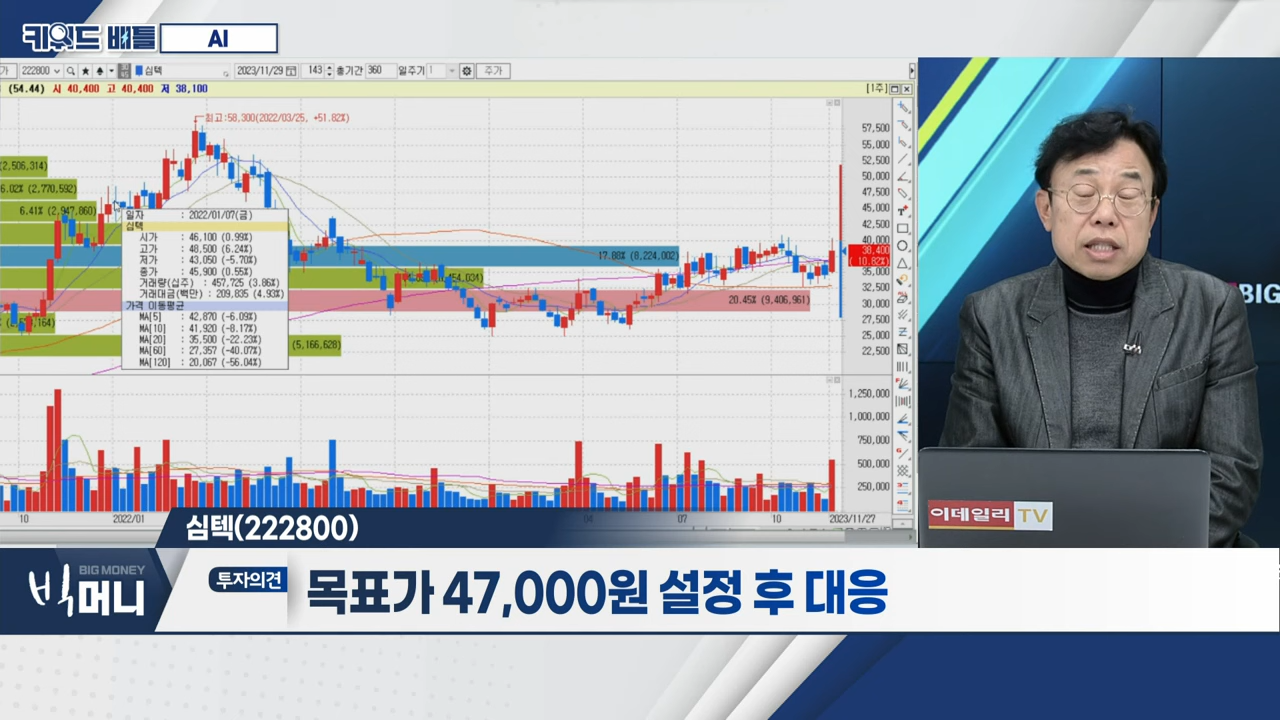 키워드 배틀
AI
222800
심텍
2023/11/29
143
총기간
360
일주기
1
주가
(54.44) 시 40,400 고 40,400 저 38,100
[1주]
최고:58,300(2022/03/25, +51.82%)
57,500
55,000
52,500
50,000
47,500
45,000
42,500
40,000
38,400
( 10.82%)
35,000
32,500
30,000
27,500
25,000
22,500
(2,506,314)
6.02% (2,770,592)
6.41% (2,947,860)
17.88% (8,224,002)
20.45% (9,406,961)
(5,166,628)
일자 : 2022/01/07(금)
심텍
시가 : 46,100 (0.99%)
고가 : 48,500 (6.24%)
저가 : 43,050 (-5.70%)
종가 : 45,900 (0.55%)
거래량(십주) : 457,725 (3.86%)
거래대금(백만) : 209,835 (4.93%)
가격 이동평균
MA[5] : 42,870 (-6.09%)
MA[10] : 41,920 (-8.17%)
MA[20] : 35,500 (-22.23%)
MA[60] : 27,357 (-40.07%)
MA[120] : 20,067 (-56.04%)
1,250,000
1,000,000
750,000
500,000
250,000
10
2022/01
04
07
10
2023/11/27
BIG
이데일리 TV
심텍(222800)
BIG MONEY
빅머니
투자의견
목표가 47,000원 설정 후 대응